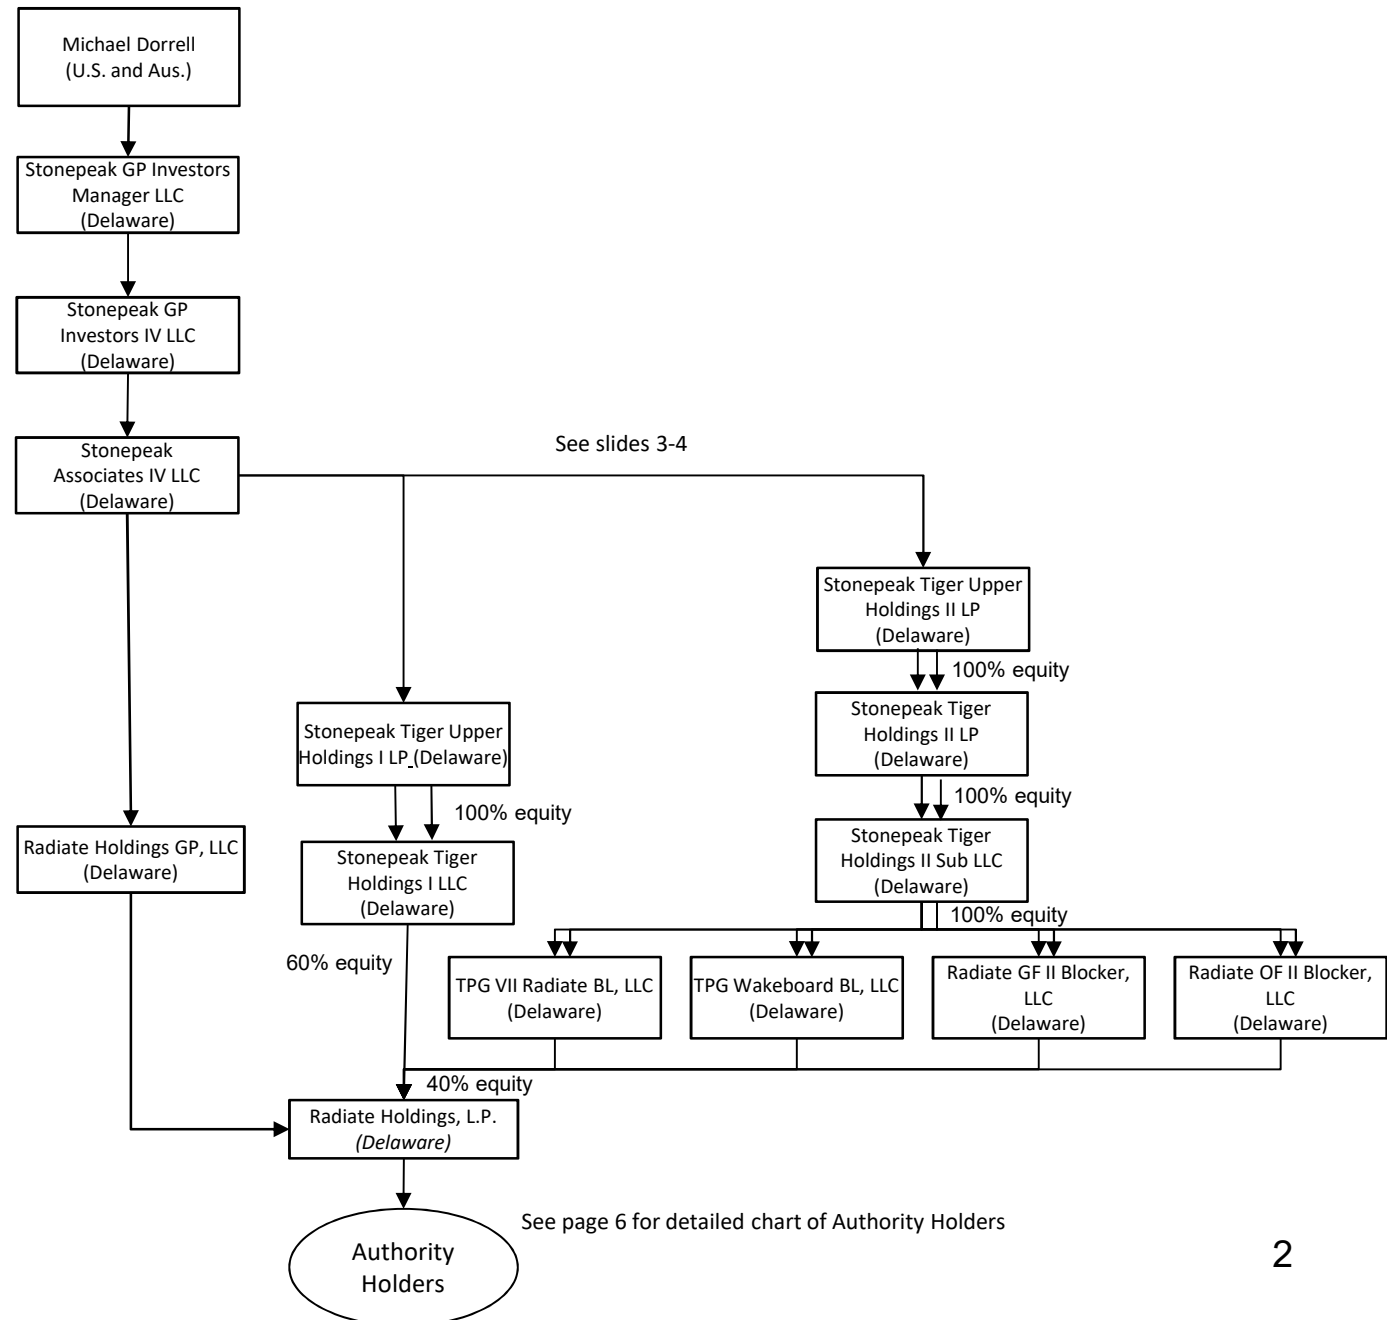 Michael Dorrell
(U.S. and Aus.)
Stonepeak GP Investors
Manager LLC
(Delaware)
Stonepeak GP
Investors IV LLC
(Delaware)
Stonepeak
Associates IV LLC
(Delaware)
See slides 3-4
Stonepeak Tiger Upper
Holdings II LP
(Delaware)
100% equity
Stonepeak Tiger
Holdings II LP
(Delaware)
100% equity
Stonepeak Tiger Upper
Holdings I LP (Delaware)
100% equity
Stonepeak Tiger
Holdings II Sub LLC
(Delaware)
100% equity
Radiate Holdings GP, LLC
(Delaware)
Stonepeak Tiger
Holdings I LLC
(Delaware)
60% equity
TPG VII Radiate BL, LLC
(Delaware)
TPG Wakeboard BL, LLC
(Delaware)
Radiate GF II Blocker,
LLC
(Delaware)
Radiate OF II Blocker,
LLC
(Delaware)
40% equity
Radiate Holdings, L.P.
(Delaware)
See page 6 for detailed chart of Authority Holders
Authority
Holders
2